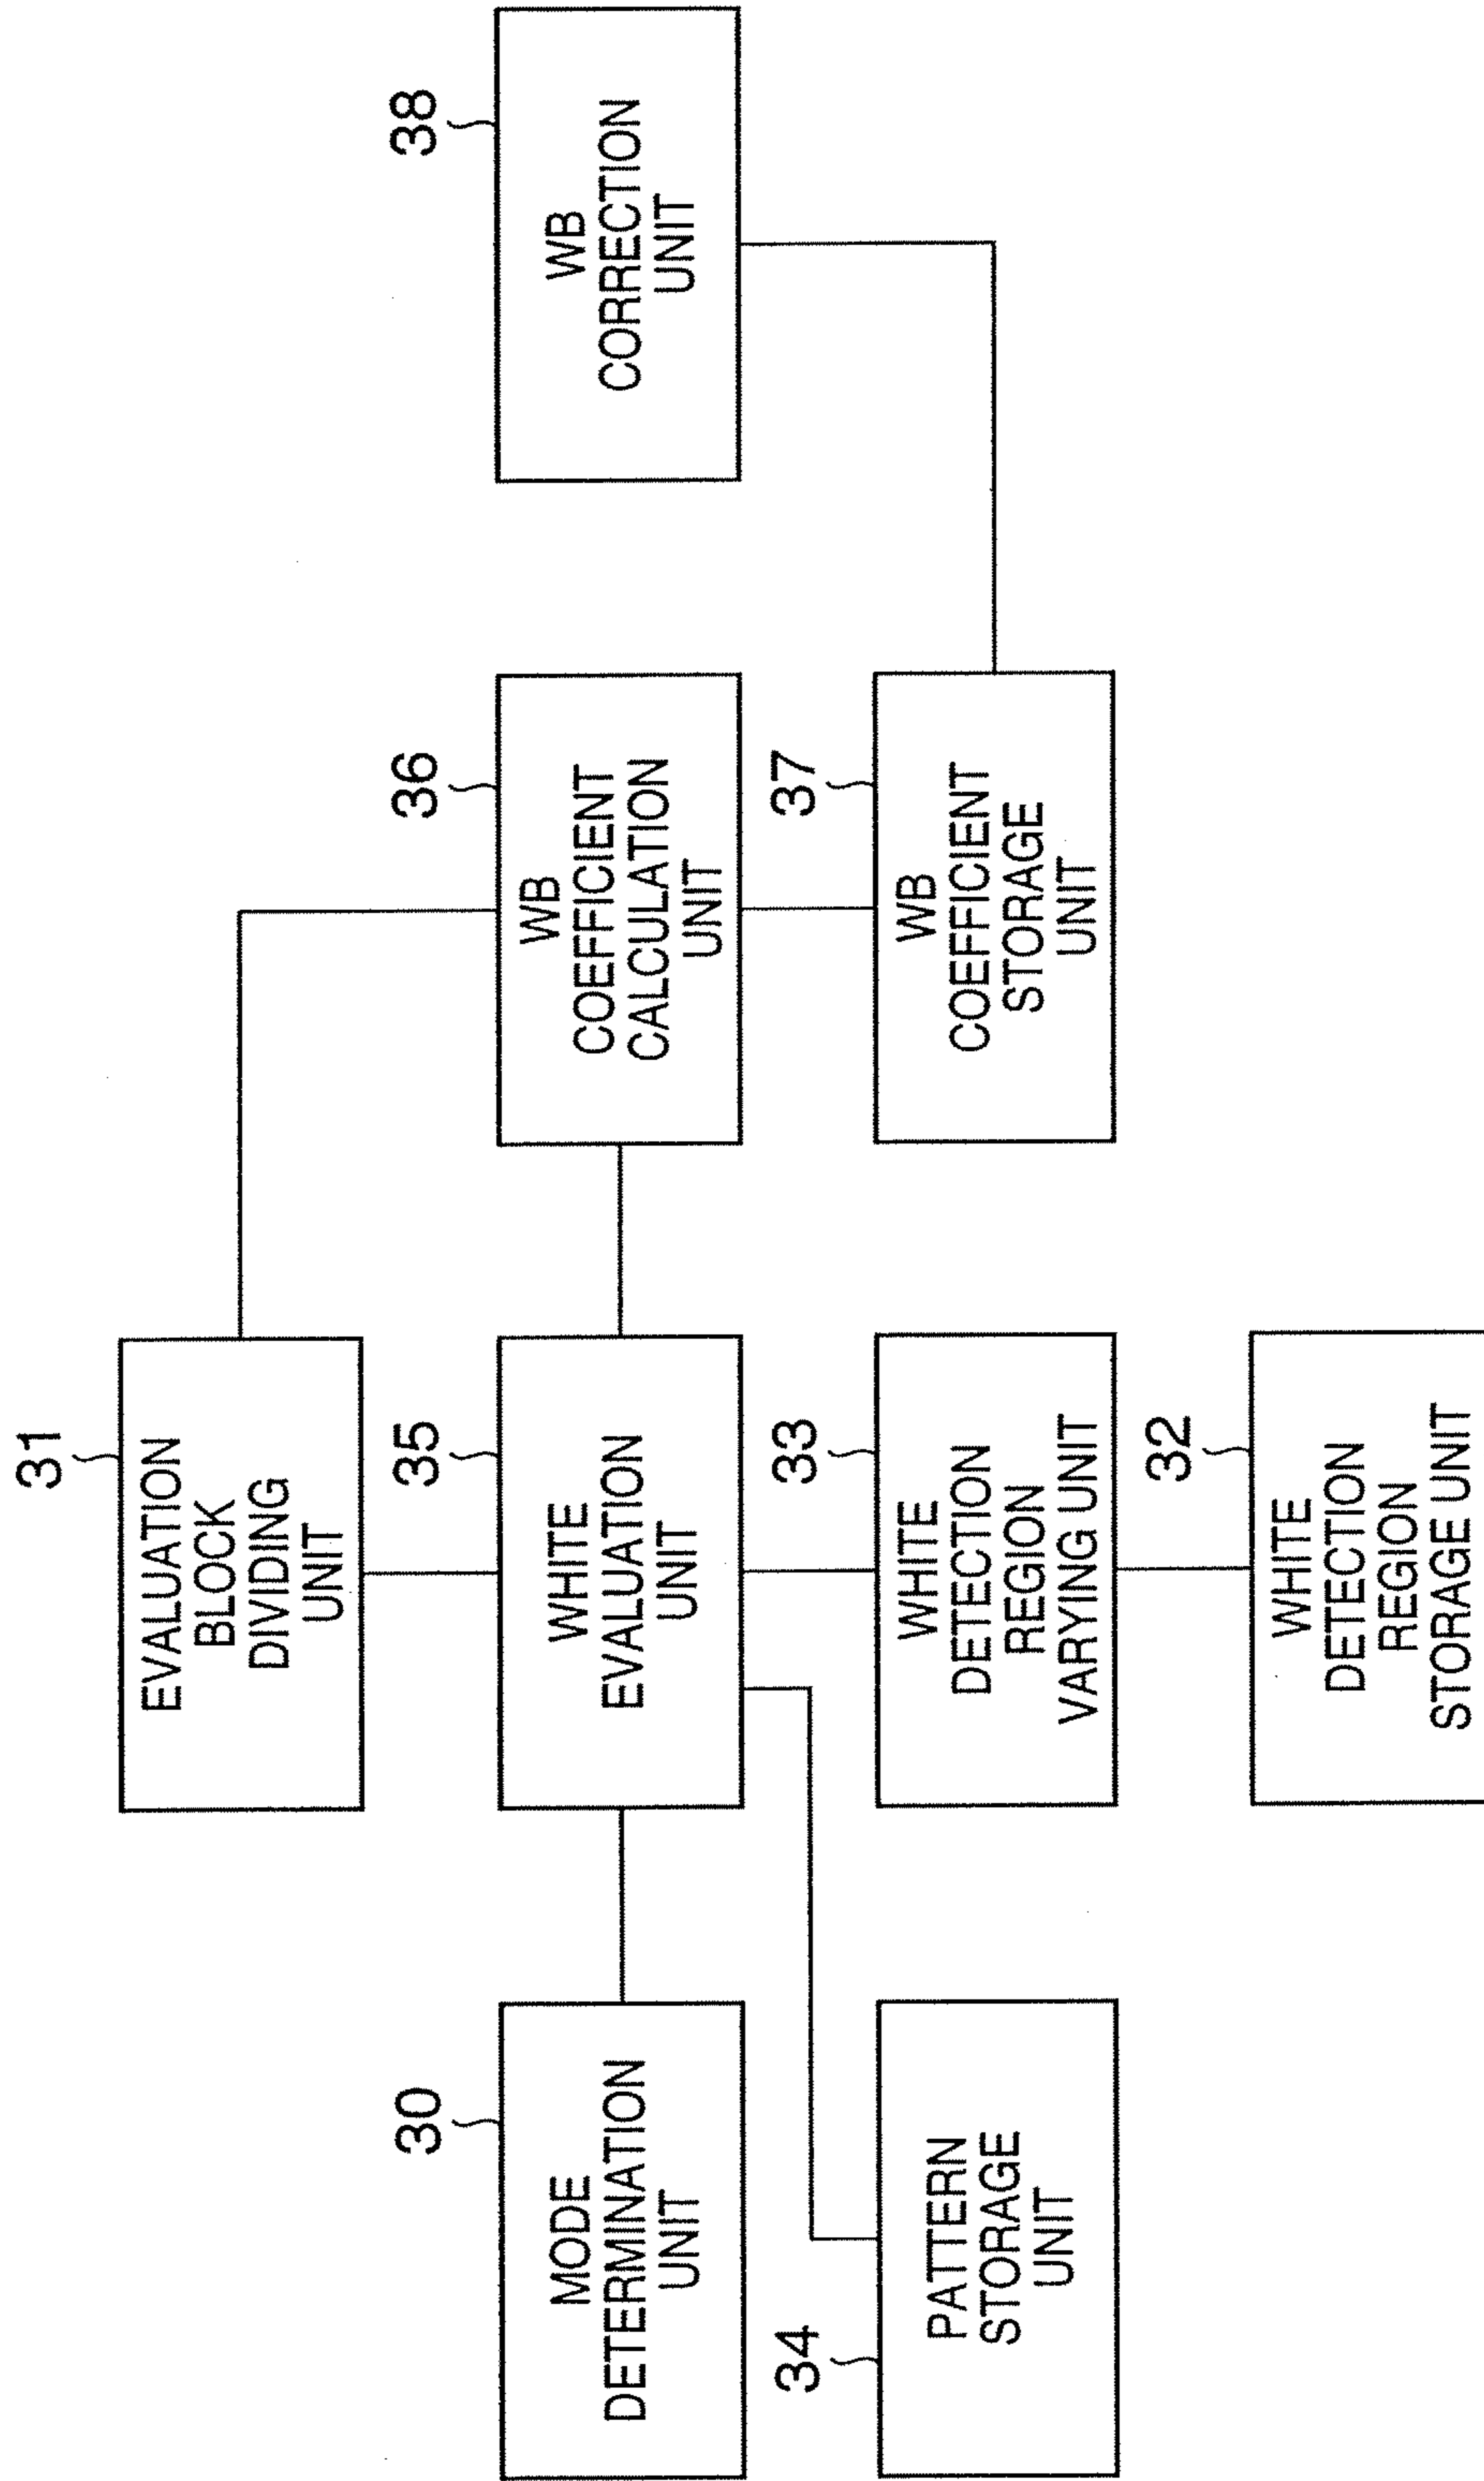 31
EVALUATION
BLOCK
DIVIDING
UNIT
30
MODE
DETERMINATION
UNIT
35
WHITE
EVALUATION
UNIT
36
WB
COEFFICIENT
CALCULATION
UNIT
38
WB
CORRECTION
UNIT
34
PATTERN
STORAGE
UNIT
33
WHITE
DETECTION
REGION
VARYING UNIT
37
WB
COEFFICIENT
STORAGE
UNIT
32
WHITE
DETECTION
REGION
STORAGE UNIT